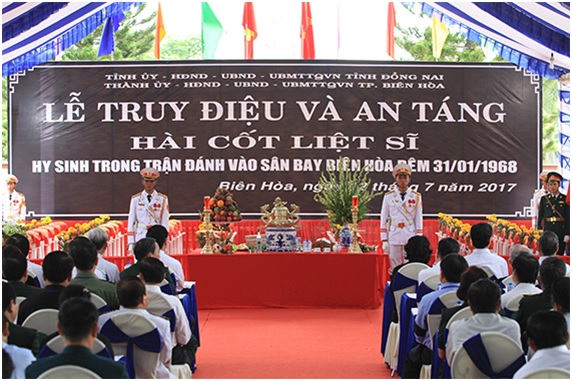 TỈNH ỦY - HĐND - UBND - UBMTTQVN TỈNH ĐỒNG NAI
THÀNH ỦY - HĐND - UBND - UBMTTQVN TP. BIÊN HÒA
LỄ TRUY ĐIỆU VÀ AN TÁNG
HÀI CỐT LIỆT SĨ
HY SINH TRONG TRẬN ĐÁNH VÀO SÂN BAY BIÊN HÒA ĐÊM 31/01/1968
Biên Hòa, ngày tháng 7 năm 2017